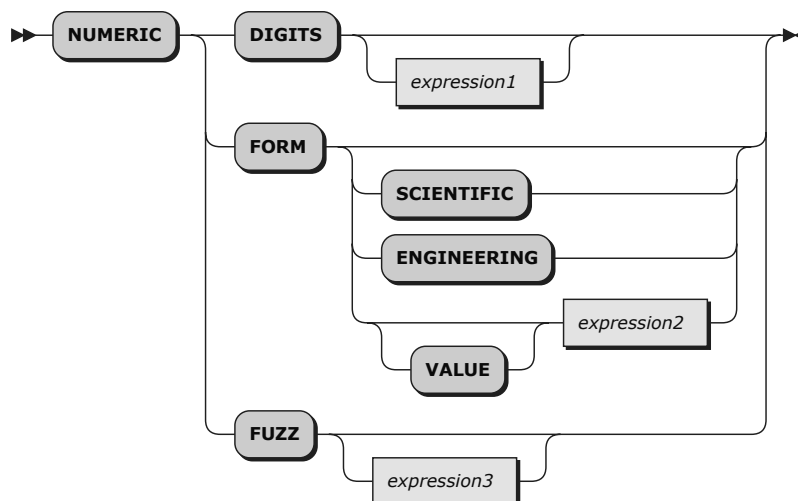 NUMERIC
DIGITS
expression1
FORM
SCIENTIFIC
ENGINEERING
expression2
VALUE
FUZZ
expression3